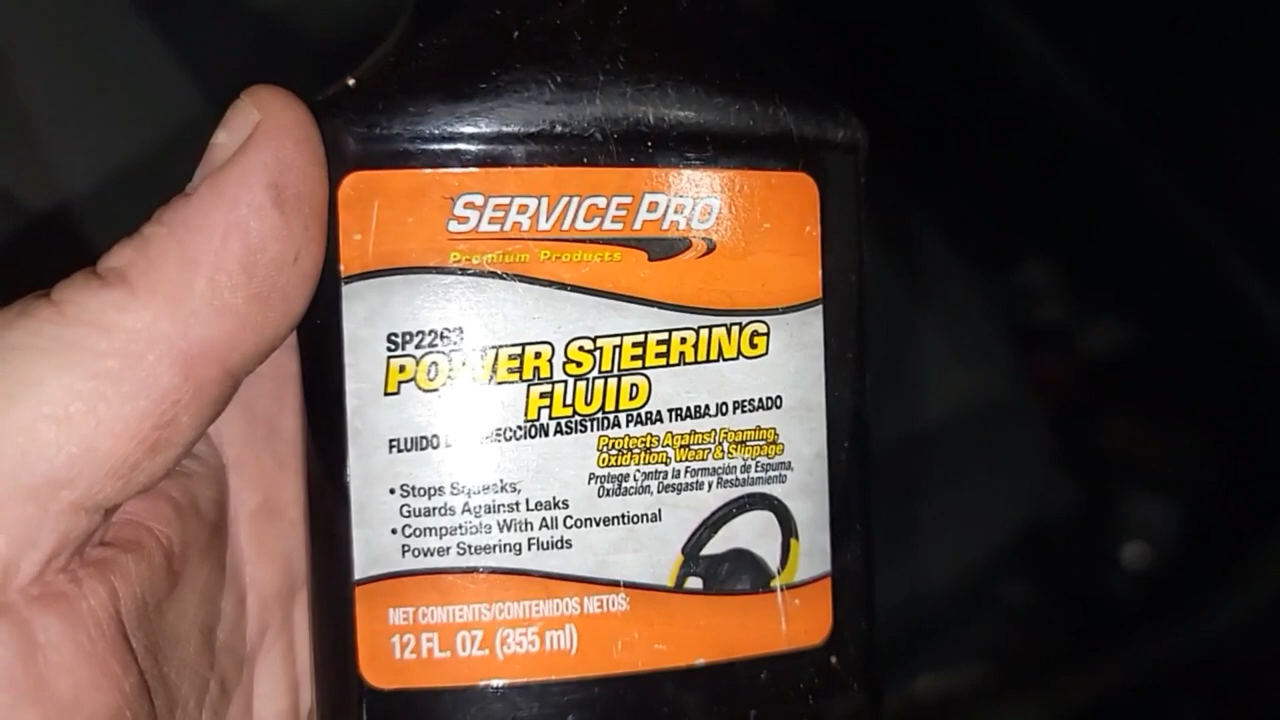 SERVICE PRO
Premium Products
SP2263
POWER STEERING
FLUID
FLUIDO DIRECCIÓN ASISTIDA PARA TRABAJO PESADO
Protects Against Foaming,
Oxidation, Wear & Slippage
Protege Contra la Formación de Espuma,
Oxidación, Desgaste y Resbalamiento
• Stops Squeaks,
Guards Against Leaks
• Compatible With All Conventional
Power Steering Fluids
NET CONTENTS/CONTENIDOS NETOS:
12 FL. OZ. (355 ml)